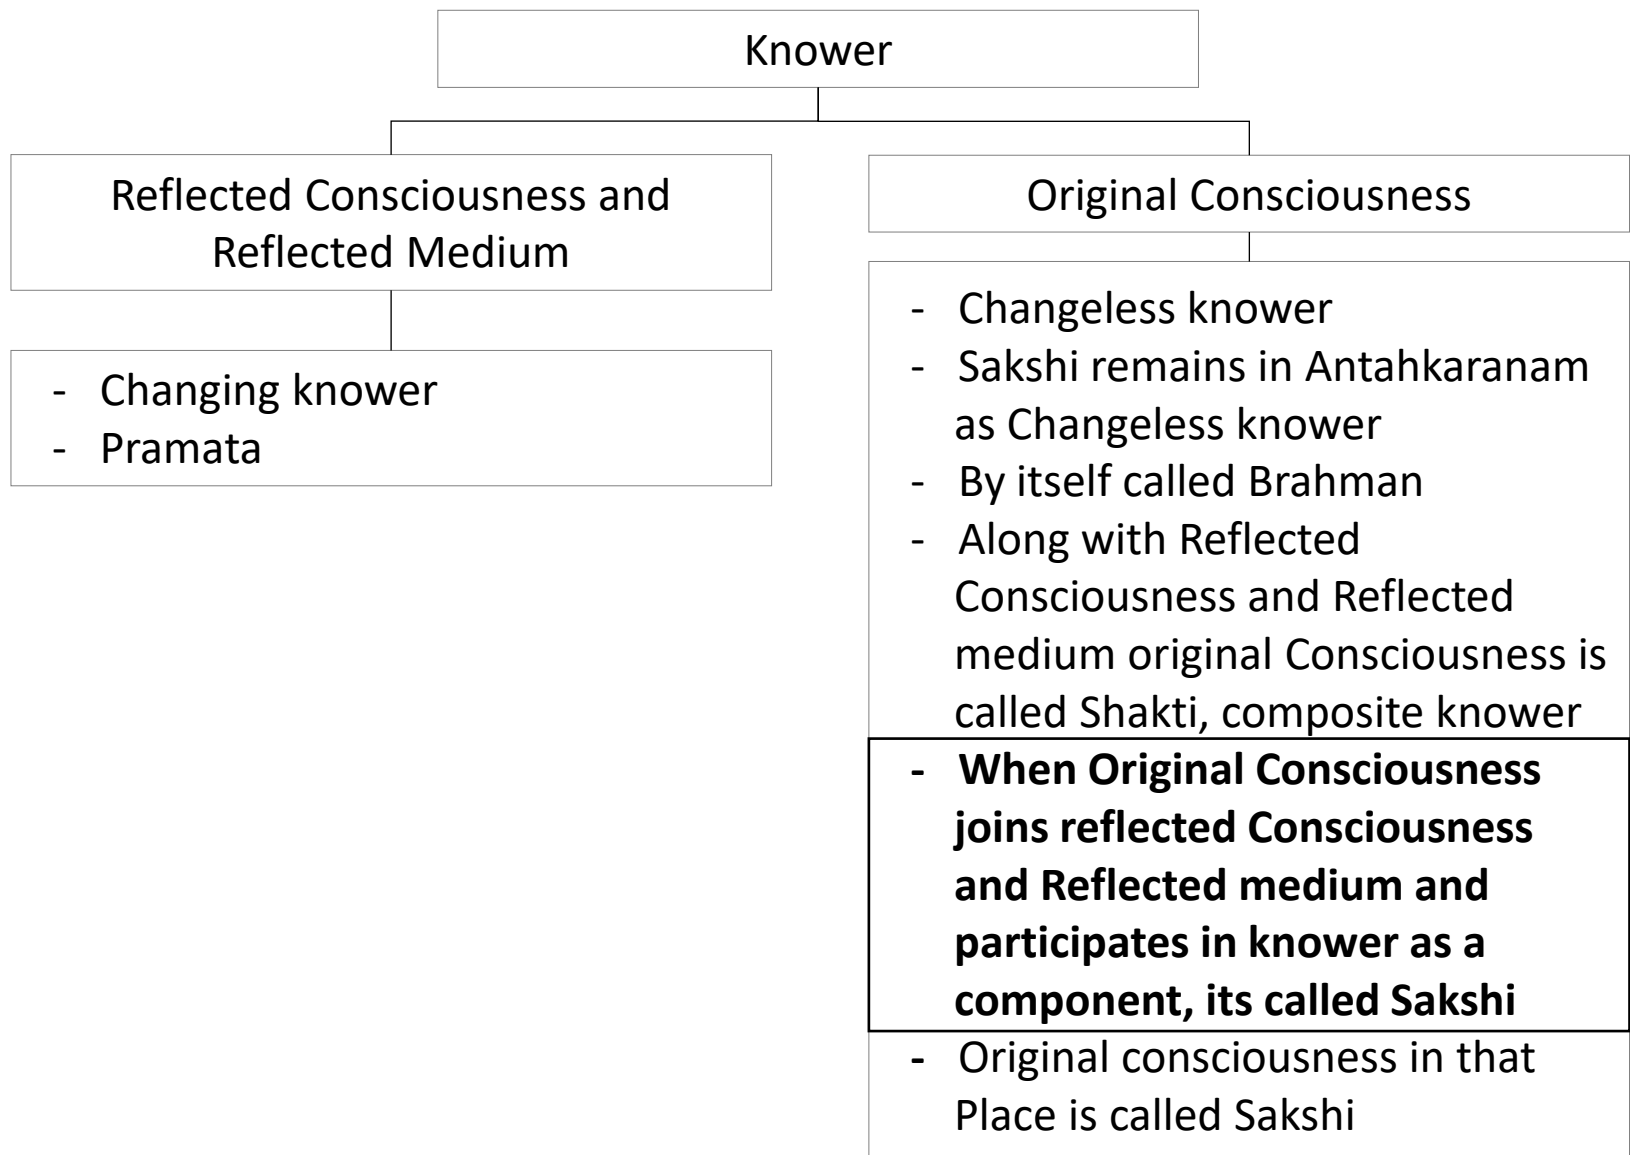 Knower
Reflected Consciousness and
Reflected Medium
- Changing knower
- Pramata
Original Consciousness
- Changeless knower
- Sakshi remains in Antahkaranam
as Changeless knower
- By itself called Brahman
- Along with Reflected
Consciousness and Reflected
medium original Consciousness is
called Shakti, composite knower
- When Original Consciousness
joins reflected Consciousness
and Reflected medium and
participates in knower as a
component, its called Sakshi
- Original consciousness in that
Place is called Sakshi